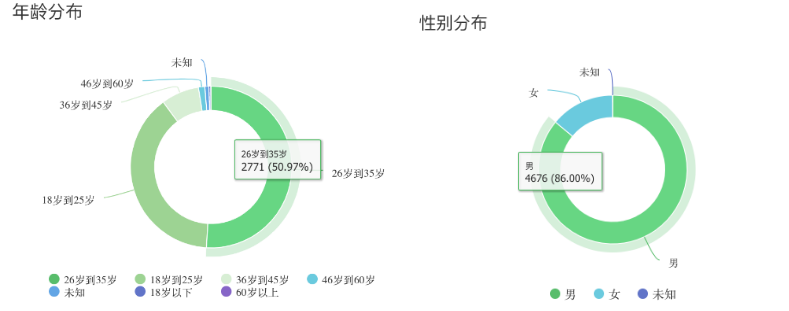 年龄分布
性别分布
未知
46岁到60岁
36岁到45岁
26岁到35岁
2771 (50.97%)
26岁到35岁
18岁到25岁
26岁到35岁
18岁到25岁
36岁到45岁
46岁到60岁
未知
18岁以下
60岁以上
未知
女
男
4676 (86.00%)
男
男
女
未知